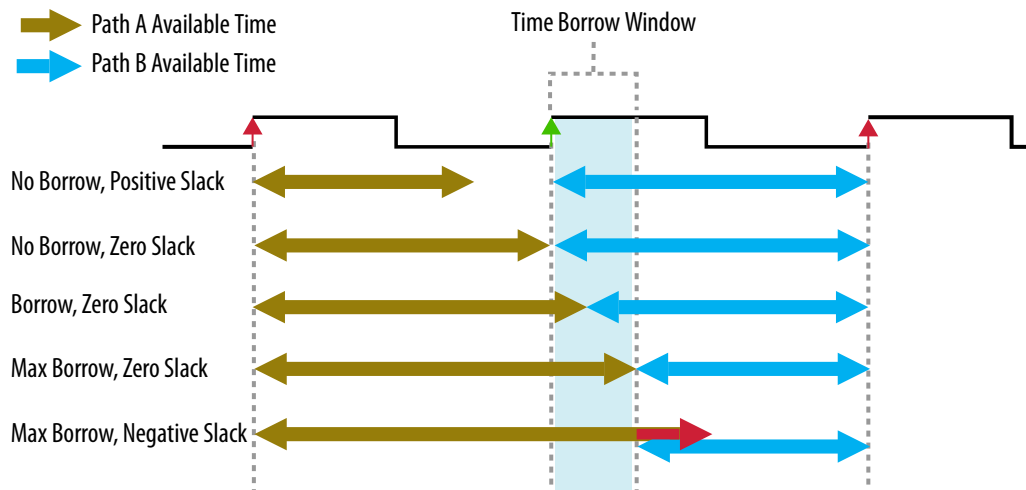 Path A Available Time
Path B Available Time
Time Borrow Window
No Borrow, Positive Slack
No Borrow, Zero Slack
Borrow, Zero Slack
Max Borrow, Zero Slack
Max Borrow, Negative Slack